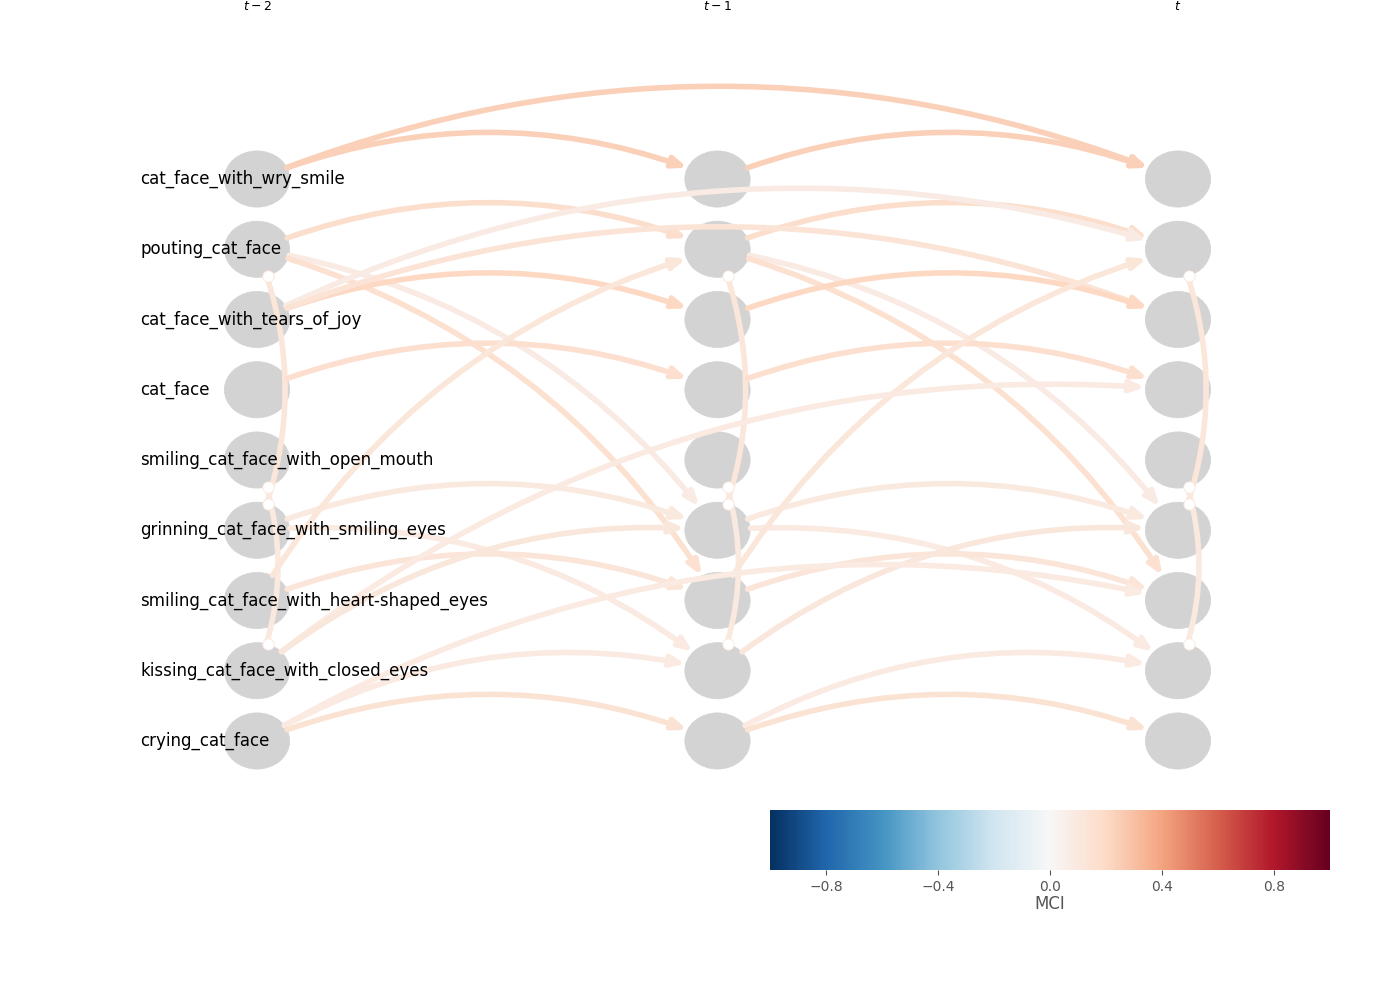 t − 2 t − 1 t
cat_face_with_wry_smile
pouting_cat_face
cat_face_with_tears_of_joy
cat_face
smiling_cat_face_with_open_mouth
grinning_cat_face_with_smiling_eyes
smiling_cat_face_with_heart-shaped_eyes
kissing_cat_face_with_closed_eyes
crying_cat_face
−0.8 −0.4 0.0 0.4 0.8
MCI